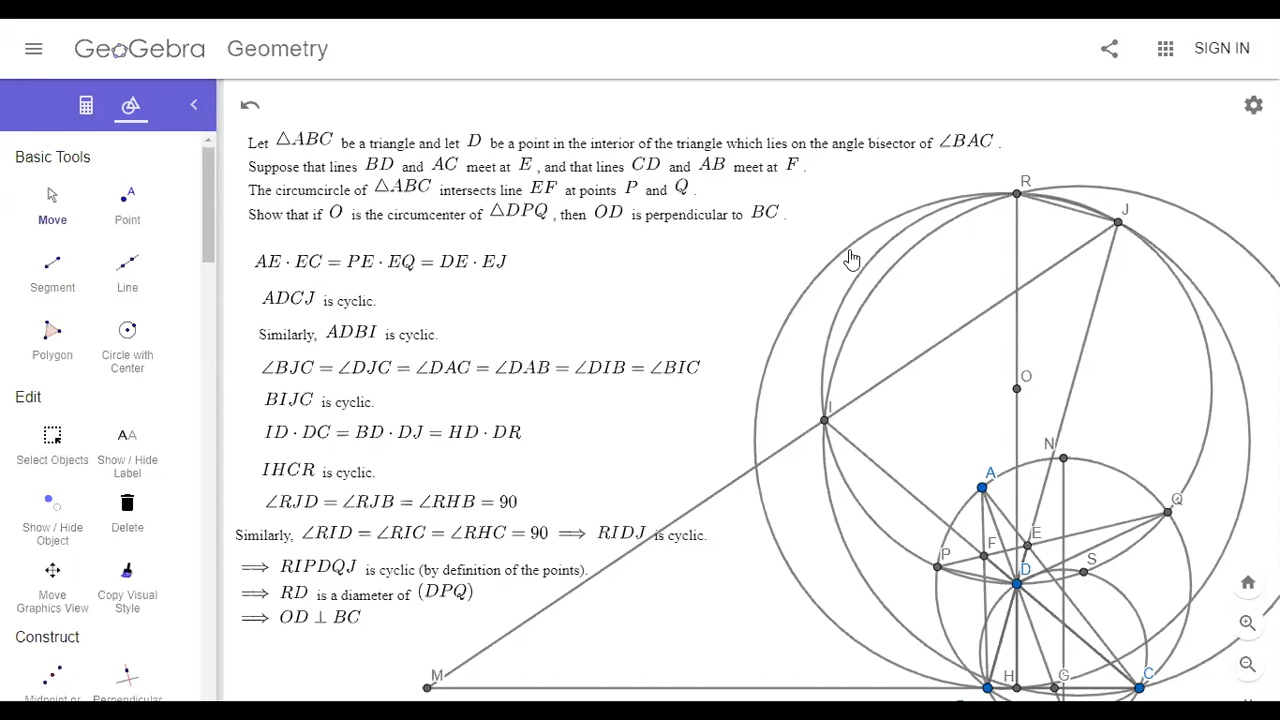 GeoGebra Geometry SIGN IN
Basic Tools
Move Point
Segment Line
Polygon Circle with Center
Edit
Select Objects AA Show / Hide Label
Show / Hide Object Delete
Move Graphics View Copy Visual Style
Construct
Midpoint or Perpendicular
Let △ABC be a triangle and let D be a point in the interior of the triangle which lies on the angle bisector of ∠BAC .
Suppose that lines BD and AC meet at E , and that lines CD and AB meet at F .
The circumcircle of △ABC intersects line EF at points P and Q .
Show that if O is the circumcenter of △DPQ , then OD is perpendicular to BC .
AE · EC = PE · EQ = DE · EJ
ADCJ is cyclic.
Similarly, ADBI is cyclic.
∠BJC = ∠DJC = ∠DAC = ∠DAB = ∠DIB = ∠BIC
BIJC is cyclic.
ID · DC = BD · DJ = HD · DR
IHCR is cyclic.
∠RJD = ∠RJB = ∠RHB = 90
Similarly, ∠RID = ∠RIC = ∠RHC = 90 ⟹ RIDJ is cyclic.
⟹ RIPDQJ is cyclic (by definition of the points).
⟹ RD is a diameter of (DPQ)
⟹ OD ⊥ BC
R
J
O
I
N
A
Q
E
F
P
D
S
M
H
G
C